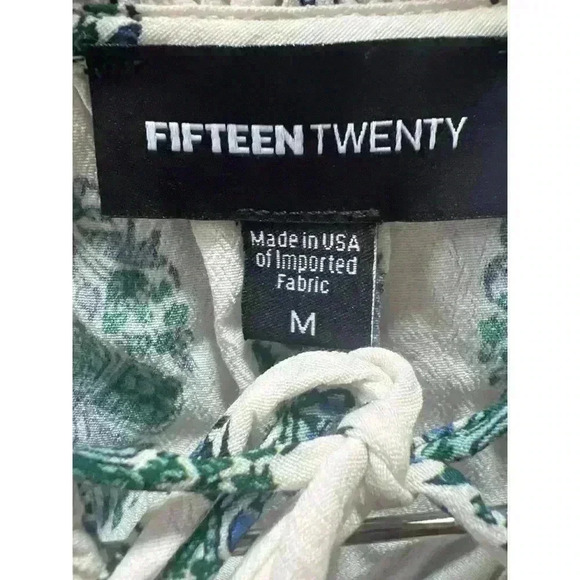 FIFTEEN TWENTY
Made in USA
of Imported
Fabric
M